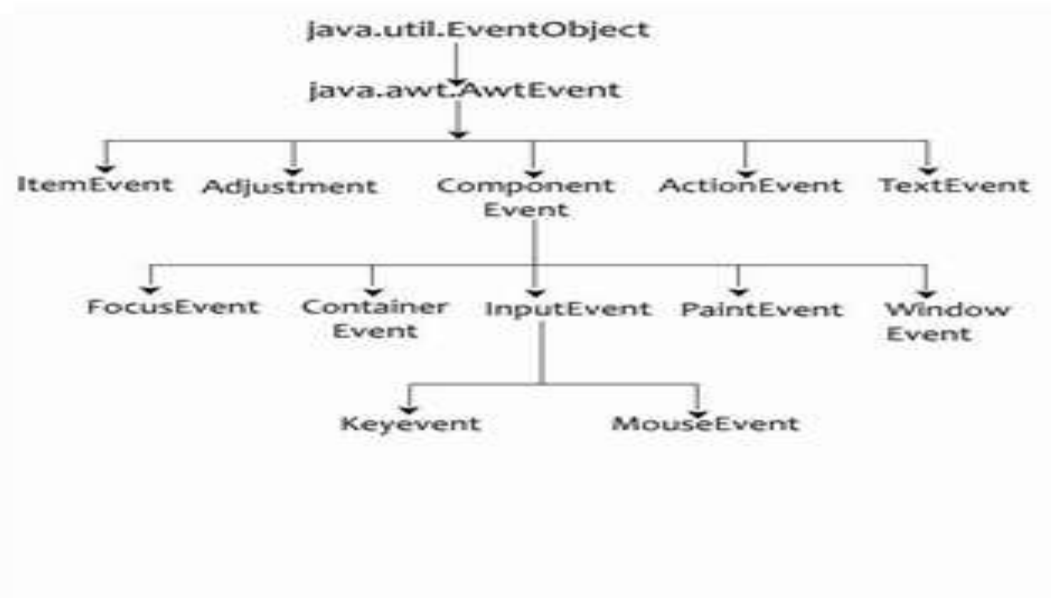 java.util.EventObject
java.awt.AwtEvent
ItemEvent
Adjustment
Component
Event
ActionEvent
TextEvent
FocusEvent
Container
Event
InputEvent
PaintEvent
Window
Event
Keyevent
MouseEvent